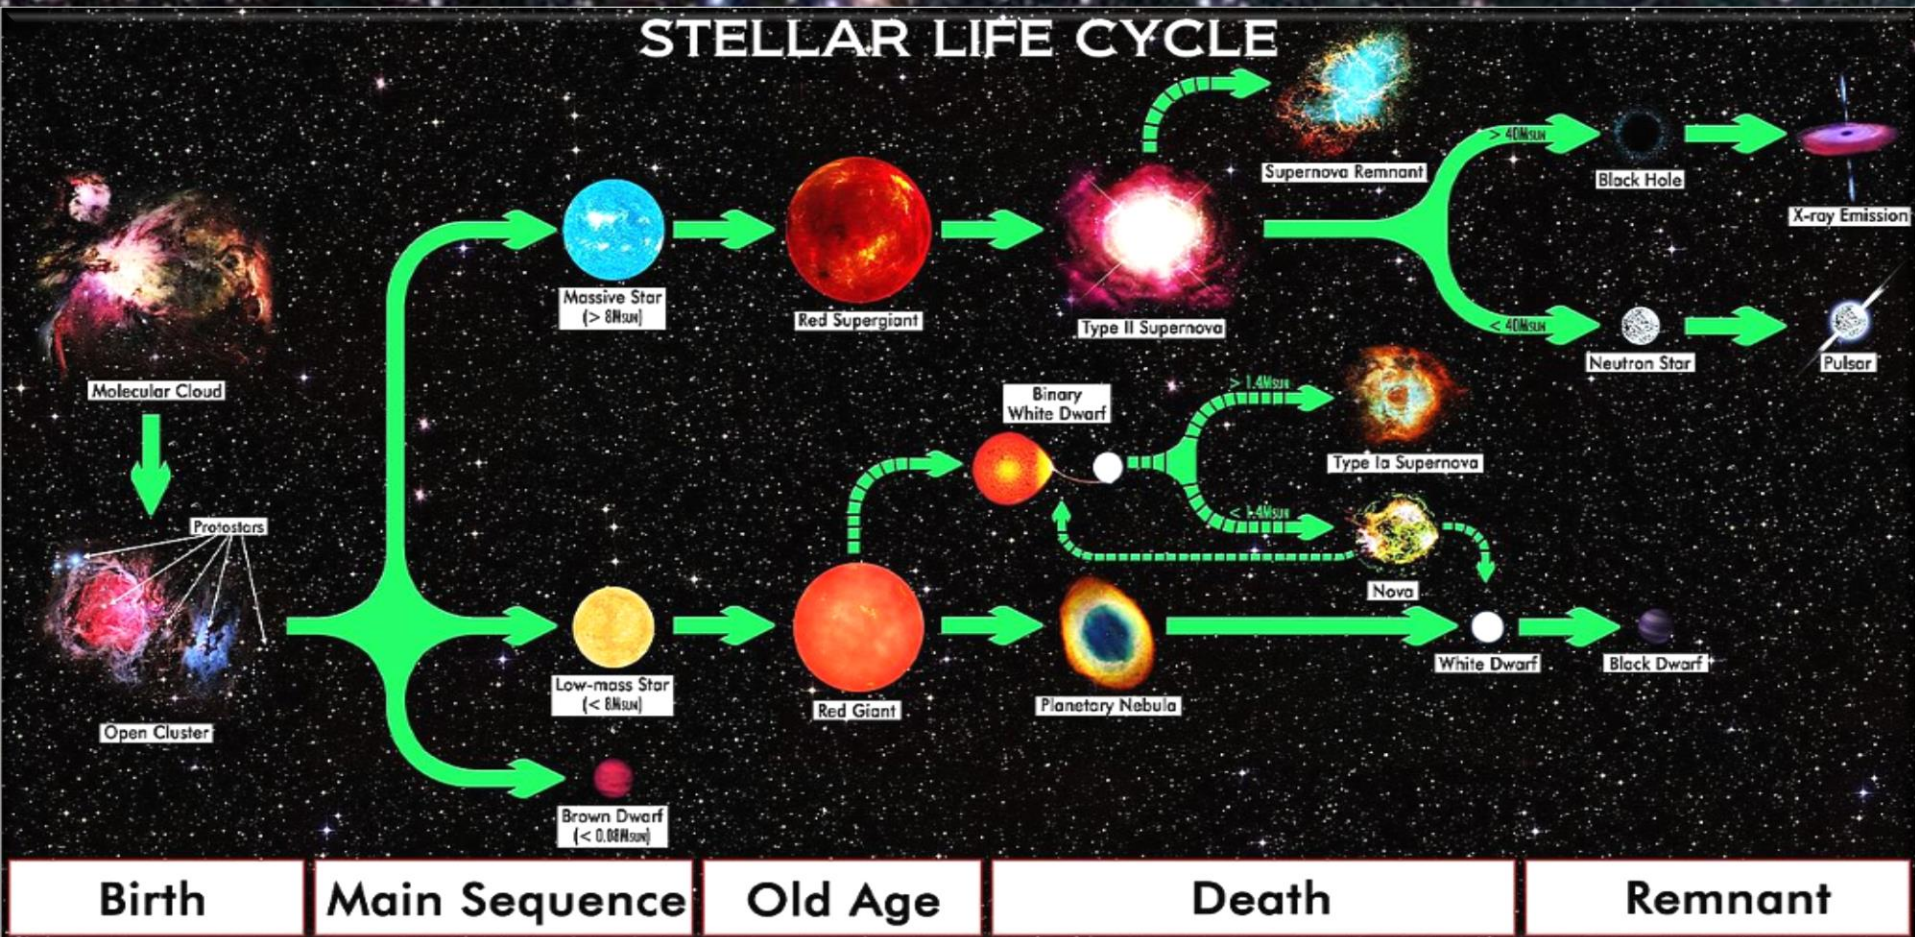 STELLAR LIFE CYCLE
Supernova Remnant
> 40MSUN
Black Hole
X-ray Emission
Massive Star
(> 8MSUN)
Red Supergiant
Type II Supernova
< 40MSUN
Neutron Star
Pulsar
Molecular Cloud
Binary
White Dwarf
> 1.4MSUN
Type Ia Supernova
< 1.4MSUN
Protostars
Nova
Low-mass Star
(< 8MSUN)
Red Giant
Planetary Nebula
White Dwarf
Black Dwarf
Open Cluster
Brown Dwarf
(< 0.08MSUN)
Birth
Main Sequence
Old Age
Death
Remnant